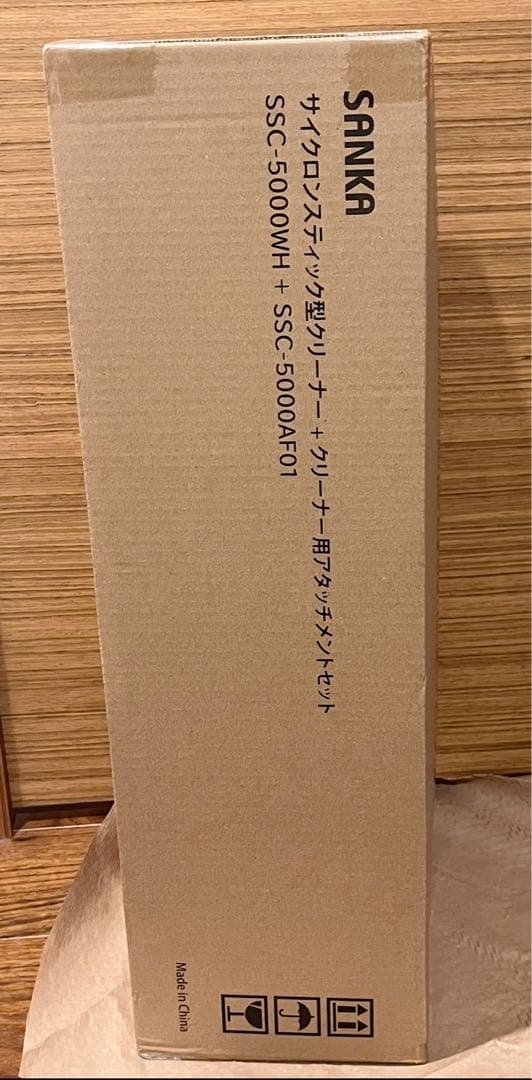 SANKA
サイクロンスティック型クリーナー + クリーナー用アタッチメントセット
SSC-5000WH + SSC-5000AF01
Made in China